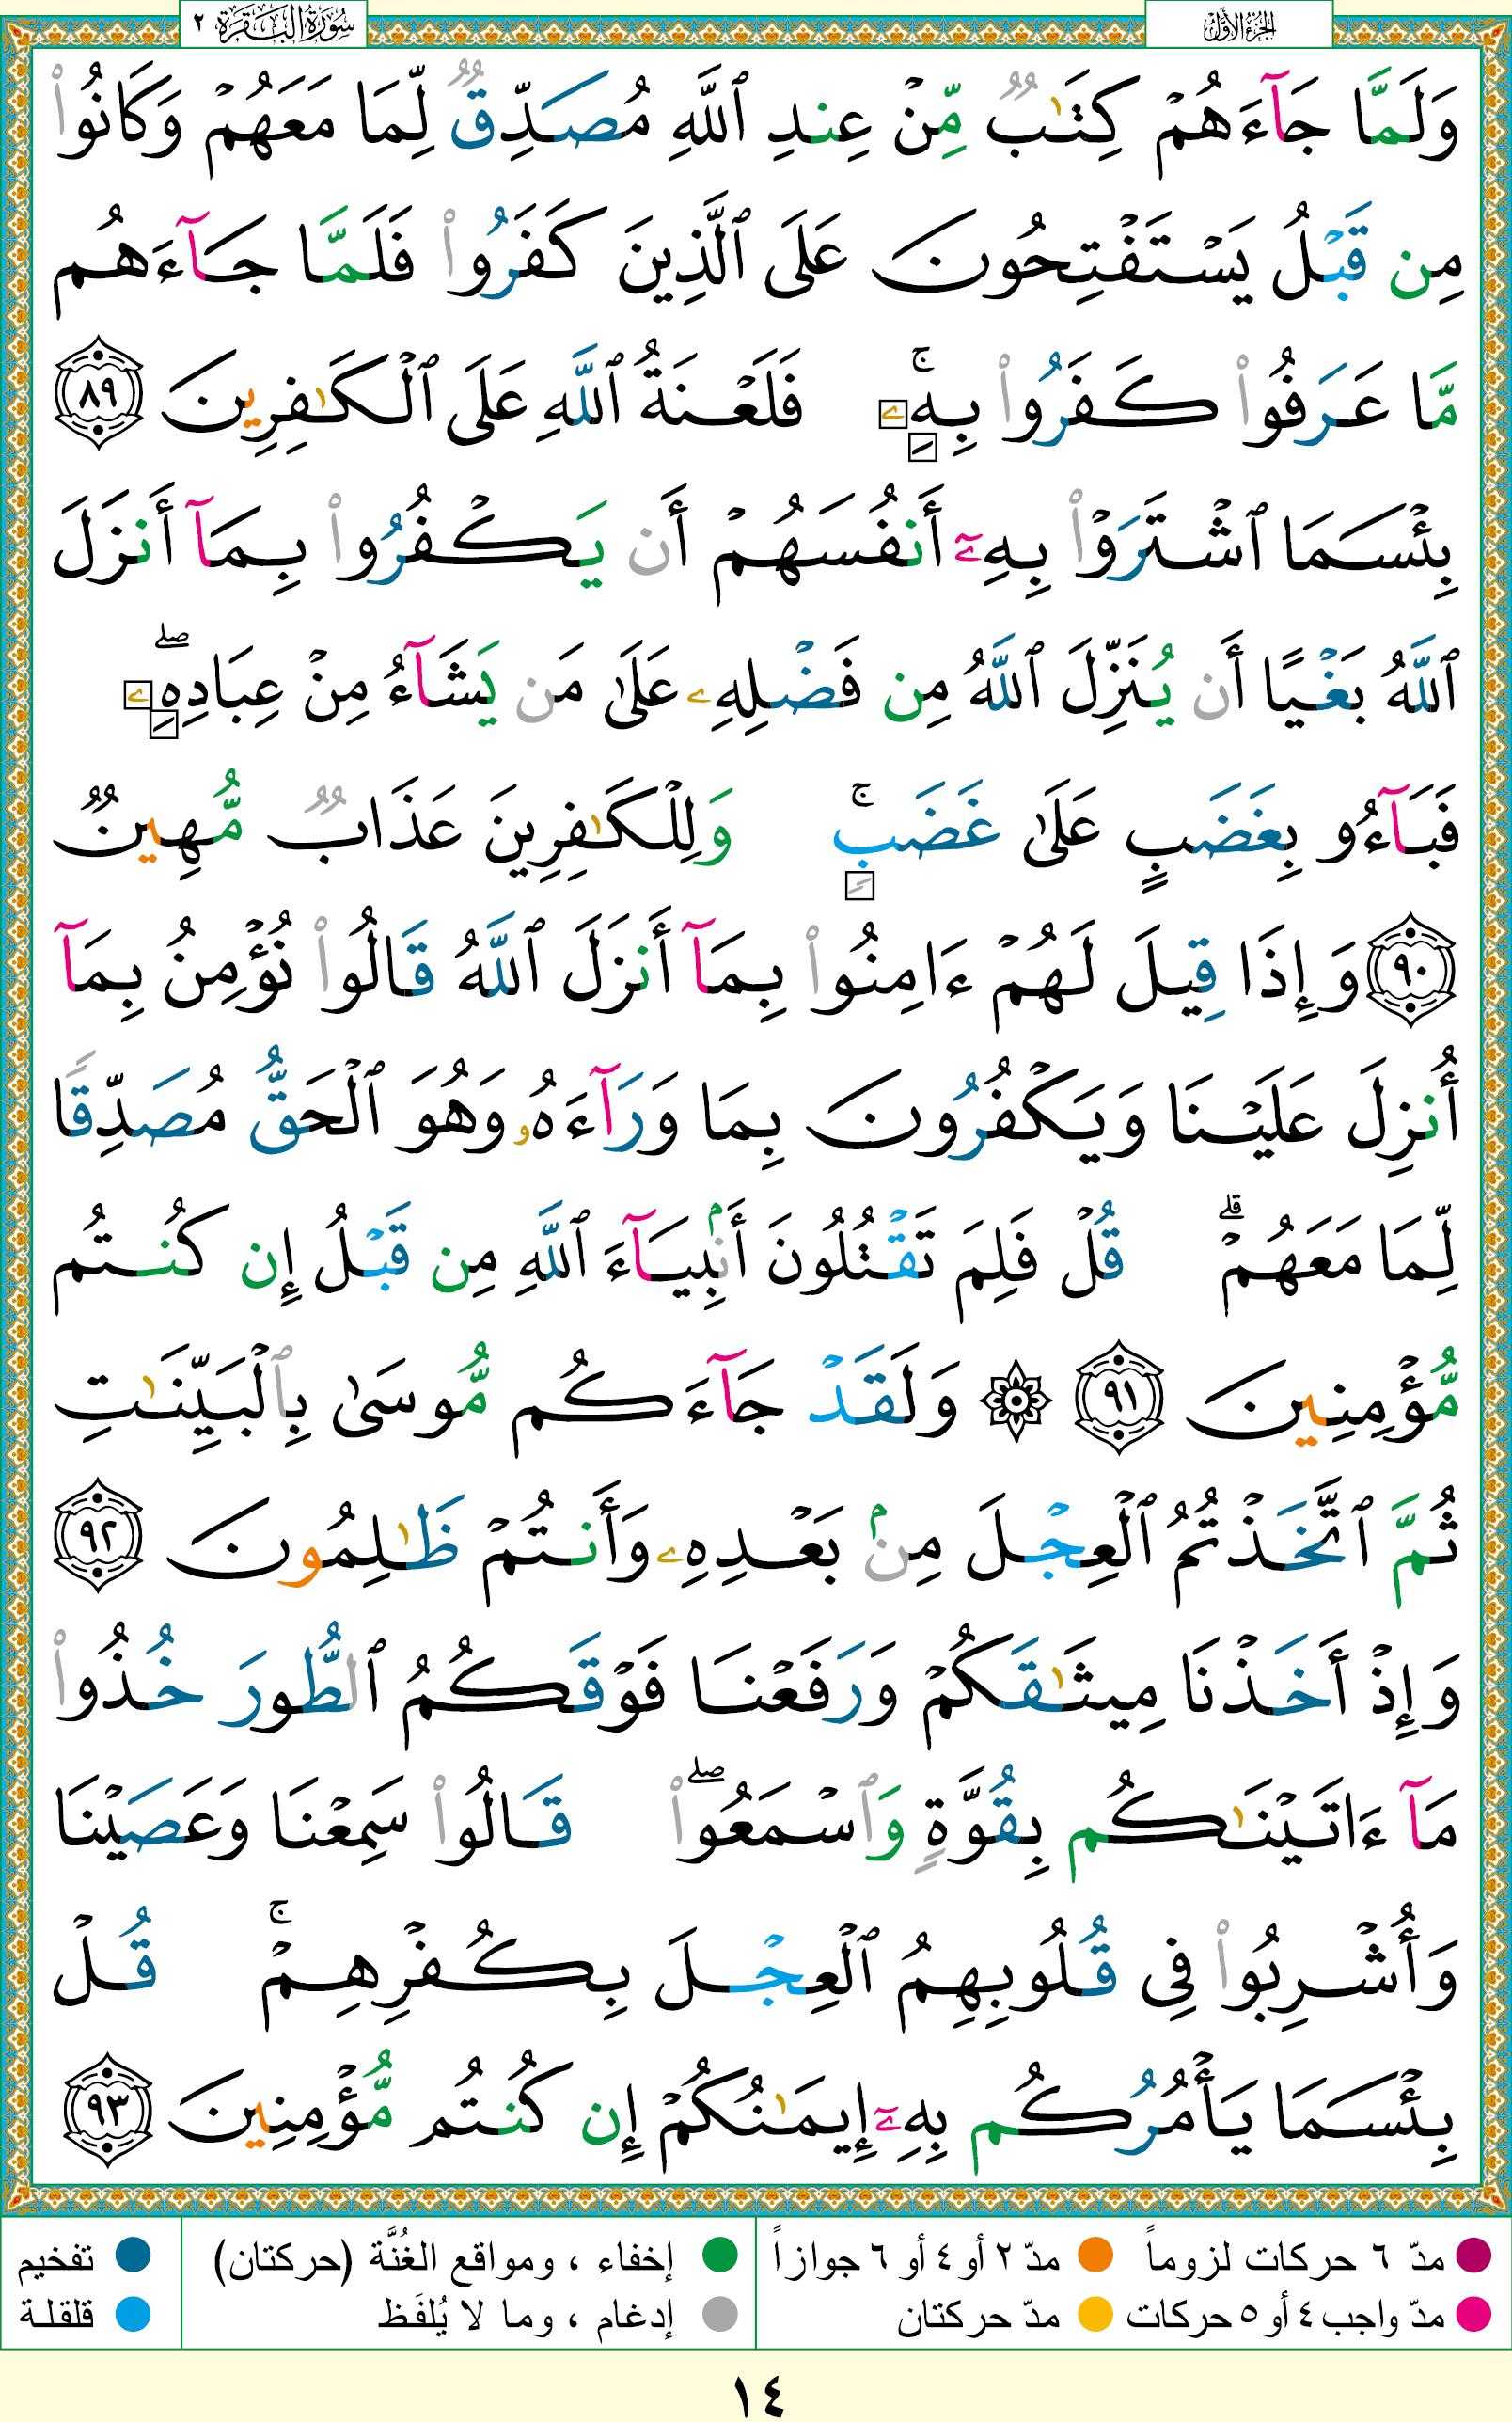 الجزء الأول
سورة البقرة ٢
وَلَمَّا جَآءَهُمْ كِتَٰبٌ مِّنْ عِندِ ٱللَّهِ مُصَدِّقٌ لِّمَا مَعَهُمْ وَكَانُوا۟
مِن قَبْلُ يَسْتَفْتِحُونَ عَلَى ٱلَّذِينَ كَفَرُوا۟ فَلَمَّا جَآءَهُم
مَّا عَرَفُوا۟ كَفَرُوا۟ بِهِۦ ۚ فَلَعْنَةُ ٱللَّهِ عَلَى ٱلْكَٰفِرِينَ ٨٩
بِئْسَمَا ٱشْتَرَوْا۟ بِهِۦٓ أَنفُسَهُمْ أَن يَكْفُرُوا۟ بِمَآ أَنزَلَ
ٱللَّهُ بَغْيًا أَن يُنَزِّلَ ٱللَّهُ مِن فَضْلِهِۦ عَلَىٰ مَن يَشَآءُ مِنْ عِبَادِهِۦ ۖ
فَبَآءُو بِغَضَبٍ عَلَىٰ غَضَبٍ ۚ وَلِلْكَٰفِرِينَ عَذَابٌ مُّهِينٌ
٩٠ وَإِذَا قِيلَ لَهُمْ ءَامِنُوا۟ بِمَآ أَنزَلَ ٱللَّهُ قَالُوا۟ نُؤْمِنُ بِمَآ
أُنزِلَ عَلَيْنَا وَيَكْفُرُونَ بِمَا وَرَآءَهُۥ وَهُوَ ٱلْحَقُّ مُصَدِّقًا
لِّمَا مَعَهُمْ ۗ قُلْ فَلِمَ تَقْتُلُونَ أَنۢبِيَآءَ ٱللَّهِ مِن قَبْلُ إِن كُنتُم
مُّؤْمِنِينَ ٩١ ۞ وَلَقَدْ جَآءَكُم مُّوسَىٰ بِٱلْبَيِّنَٰتِ
ثُمَّ ٱتَّخَذْتُمُ ٱلْعِجْلَ مِنۢ بَعْدِهِۦ وَأَنتُمْ ظَٰلِمُونَ ٩٢
وَإِذْ أَخَذْنَا مِيثَٰقَكُمْ وَرَفَعْنَا فَوْقَكُمُ ٱلطُّورَ خُذُوا۟
مَآ ءَاتَيْنَٰكُم بِقُوَّةٍ وَٱسْمَعُوا۟ ۖ قَالُوا۟ سَمِعْنَا وَعَصَيْنَا
وَأُشْرِبُوا۟ فِى قُلُوبِهِمُ ٱلْعِجْلَ بِكُفْرِهِمْ ۚ قُلْ
بِئْسَمَا يَأْمُرُكُم بِهِۦٓ إِيمَٰنُكُمْ إِن كُنتُم مُّؤْمِنِينَ ٩٣
مدّ ٦ حركات لزوماً مدّ ٢ أو ٤ أو ٦ جوازاً إخفاء ، ومواقع الغُنَّة (حركتان) تفخيم
مدّ واجب ٤ أو ٥ حركات مدّ حركتان إدغام ، وما لا يُلفَظ قلقلة
١٤